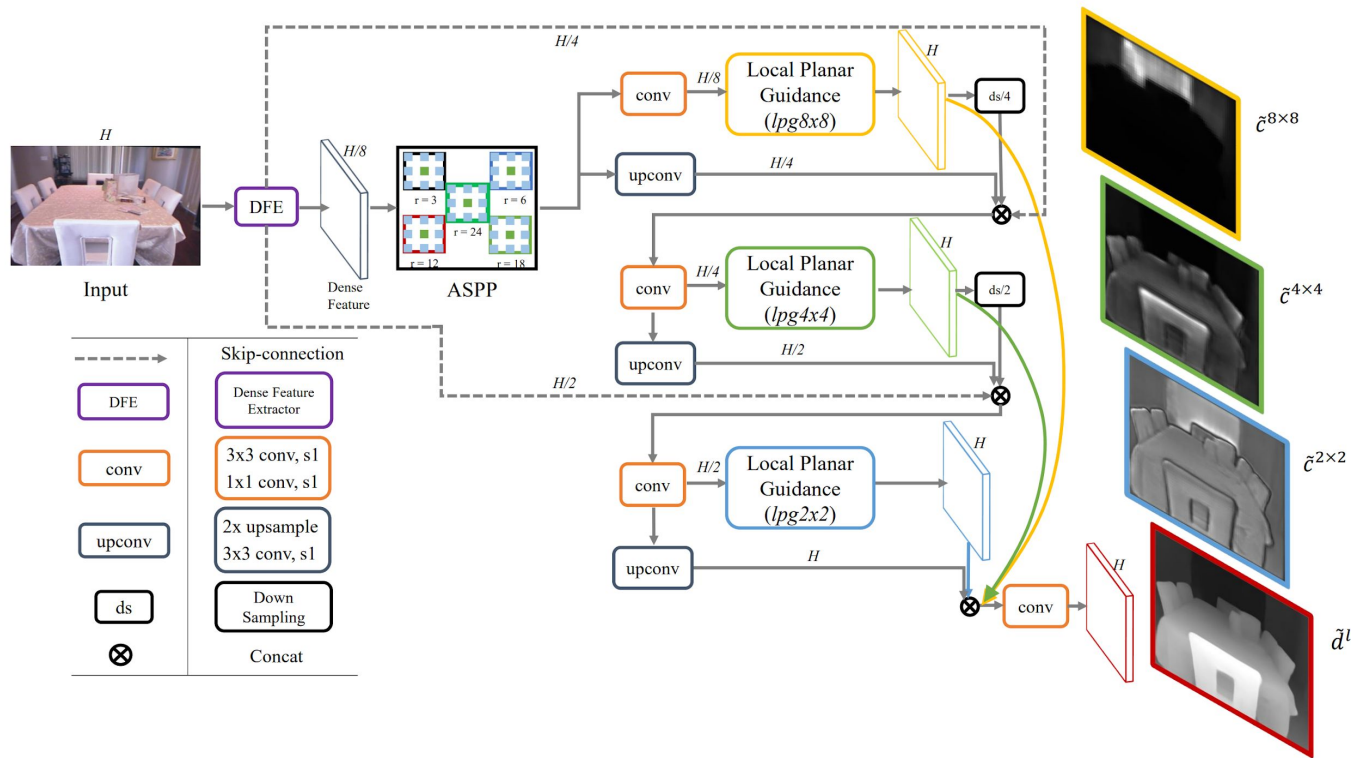 H
Input
DFE
H/8
Dense
Feature
r = 3
r = 6
r = 24
r = 12
r = 18
ASPP
H/4
conv
H/8
Local Planar
Guidance
(lpg8x8)
H
ds/4
upconv
H/4
conv
H/4
Local Planar
Guidance
(lpg4x4)
H
ds/2
upconv
H/2
H/2
conv
H/2
Local Planar
Guidance
(lpg2x2)
H
upconv
H
conv
H
c̃^{8×8}
c̃^{4×4}
c̃^{2×2}
d̃^l
Skip-connection
DFE
Dense Feature
Extractor
conv
3x3 conv, s1
1x1 conv, s1
upconv
2x upsample
3x3 conv, s1
ds
Down
Sampling
Concat